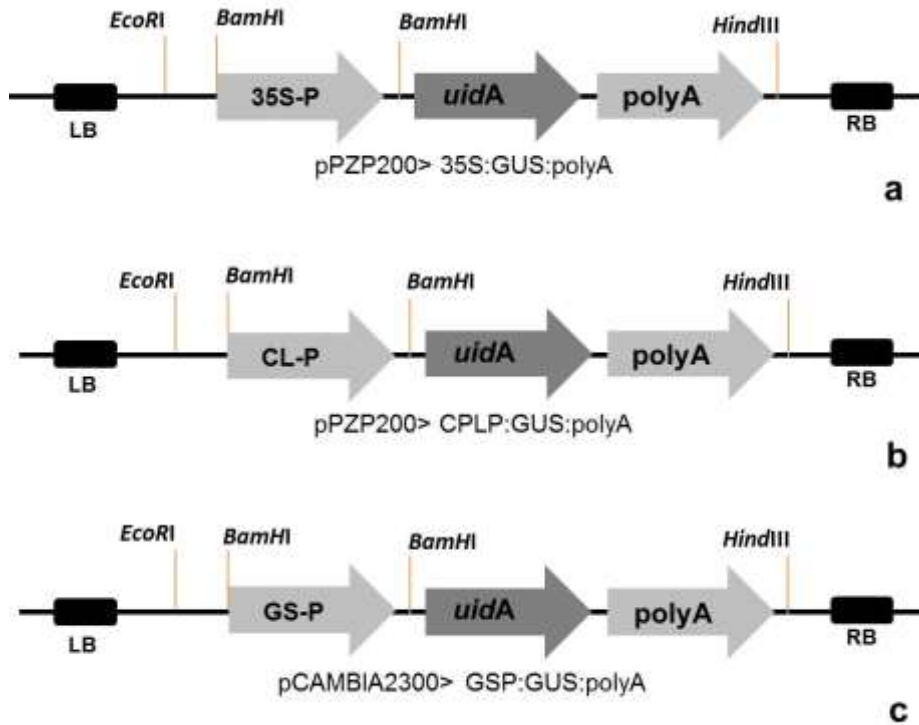 EcoRI BamHI BamHI HindIII
35S-P uidA polyA
LB RB
pPZP200> 35S:GUS:polyA
a
EcoRI BamHI BamHI HindIII
CL-P uidA polyA
LB RB
pPZP200> CPLP:GUS:polyA
b
EcoRI BamHI BamHI HindIII
GS-P uidA polyA
LB RB
pCAMBIA2300> GSP:GUS:polyA
c